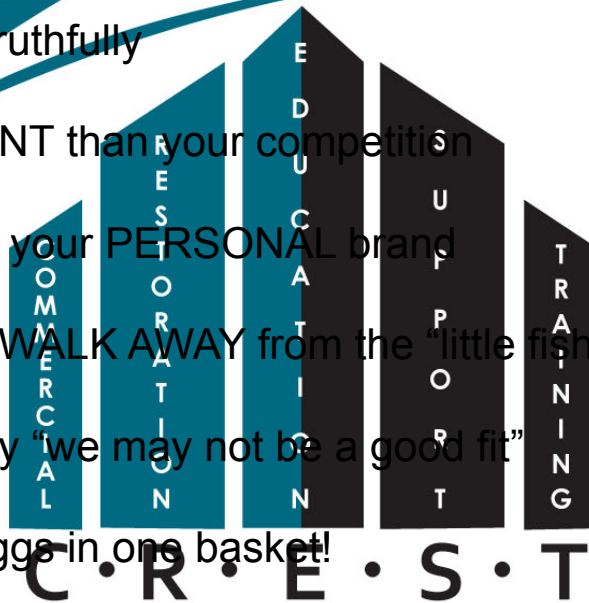 ruthfully
NT than your competition
your PERSONAL brand
WALK AWAY from the “little fish
“we may not be a good fit”
ggs in one basket!
COMMERCIAL
RESTORATION
EDUCATION
SUPPORT
TRAINING
C•R•E•S•T